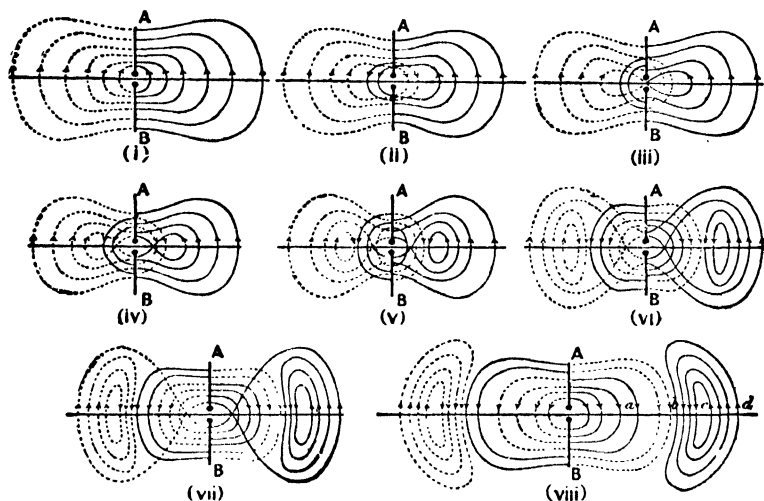 A A A
B B B
(i) (ii) (iii)
A A A
B B B
(iv) (v) (vi)
A A
a b c d
B B
(vii) (viii)